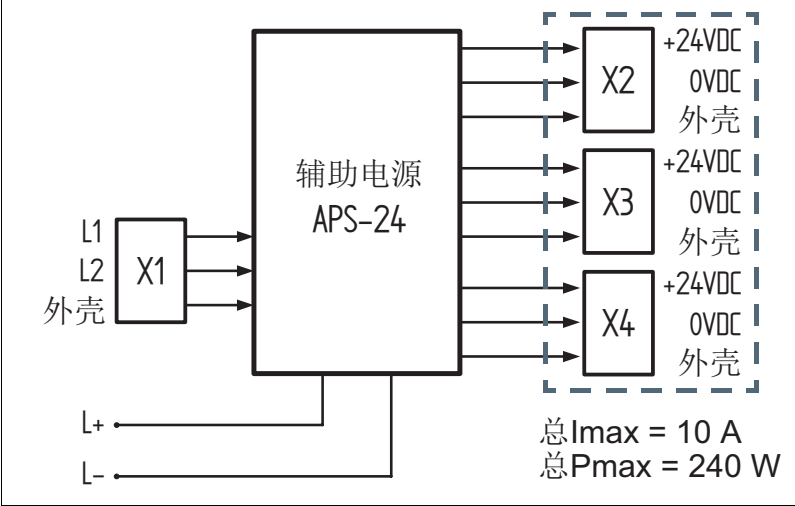 +24VDC
X2
0VDC
外壳
辅助电源
APS-24
+24VDC
X3
0VDC
外壳
L1
L2
X1
外壳
+24VDC
X4
0VDC
外壳
L+
L-
总Imax = 10 A
总Pmax = 240 W